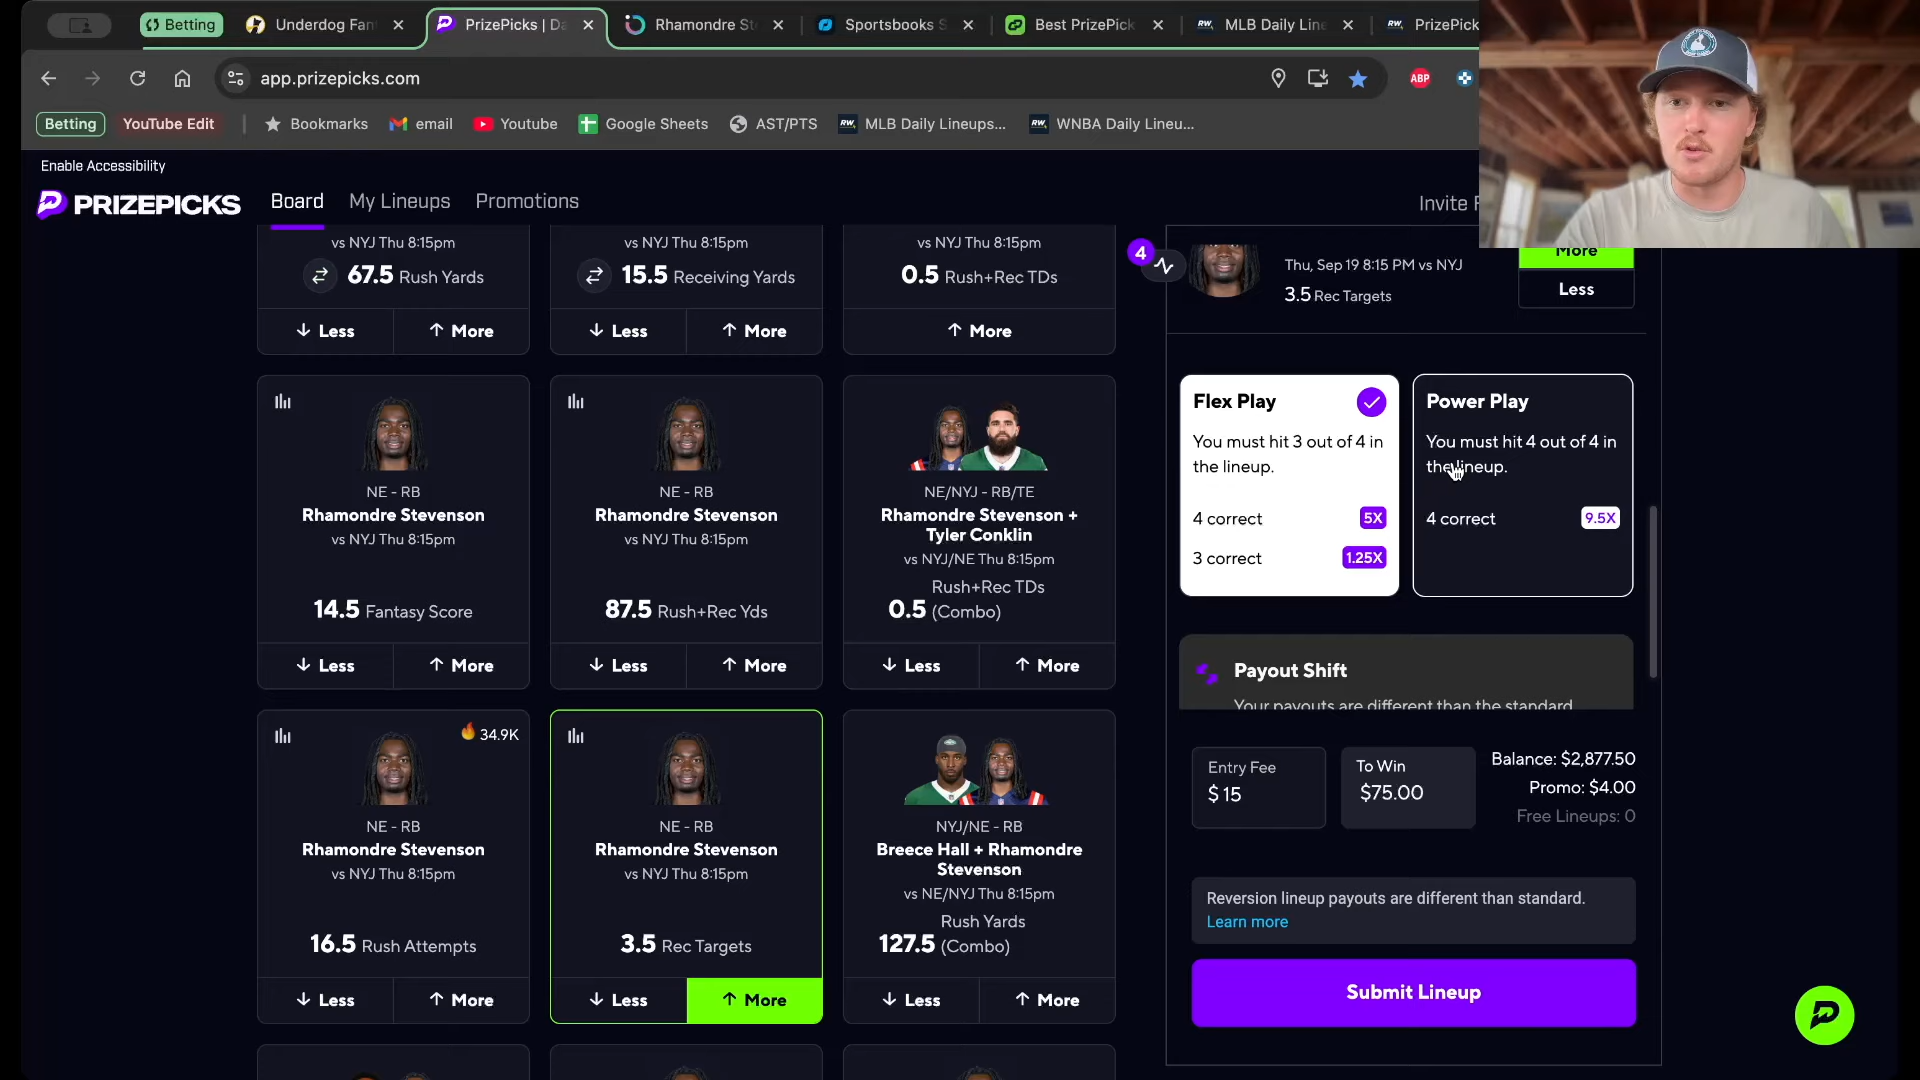 Betting
Underdog Fan
PrizePicks | Da
Rhamondre St
Sportsbooks S
Best PrizePick
RW. MLB Daily Line
RW. PrizePick
app.prizepicks.com
ABP
Betting
YouTube Edit
Bookmarks
email
Youtube
Google Sheets
AST/PTS
RW. MLB Daily Lineups...
RW. WNBA Daily Lineu...
Enable Accessibility
PRIZEPICKS
Board
My Lineups
Promotions
Invite F
vs NYJ Thu 8:15pm
67.5 Rush Yards
Less
More
vs NYJ Thu 8:15pm
15.5 Receiving Yards
Less
More
vs NYJ Thu 8:15pm
0.5 Rush+Rec TDs
More
NE - RB
Rhamondre Stevenson
vs NYJ Thu 8:15pm
14.5 Fantasy Score
Less
More
NE - RB
Rhamondre Stevenson
vs NYJ Thu 8:15pm
87.5 Rush+Rec Yds
Less
More
NE/NYJ - RB/TE
Rhamondre Stevenson +
Tyler Conklin
vs NYJ/NE Thu 8:15pm
Rush+Rec TDs
0.5 (Combo)
Less
More
34.9K
NE - RB
Rhamondre Stevenson
vs NYJ Thu 8:15pm
16.5 Rush Attempts
Less
More
NE - RB
Rhamondre Stevenson
vs NYJ Thu 8:15pm
3.5 Rec Targets
Less
More
NYJ/NE - RB
Breece Hall + Rhamondre
Stevenson
vs NE/NYJ Thu 8:15pm
Rush Yards
127.5 (Combo)
Less
More
4
Thu, Sep 19 8:15 PM vs NYJ
3.5 Rec Targets
More
Less
Flex Play
You must hit 3 out of 4 in
the lineup.
4 correct 5X
3 correct 1.25X
Power Play
You must hit 4 out of 4 in
the lineup.
4 correct 9.5X
Payout Shift
Your payouts are different than the standard
Entry Fee
$ 15
To Win
$75.00
Balance: $2,877.50
Promo: $4.00
Free Lineups: 0
Reversion lineup payouts are different than standard.
Learn more
Submit Lineup